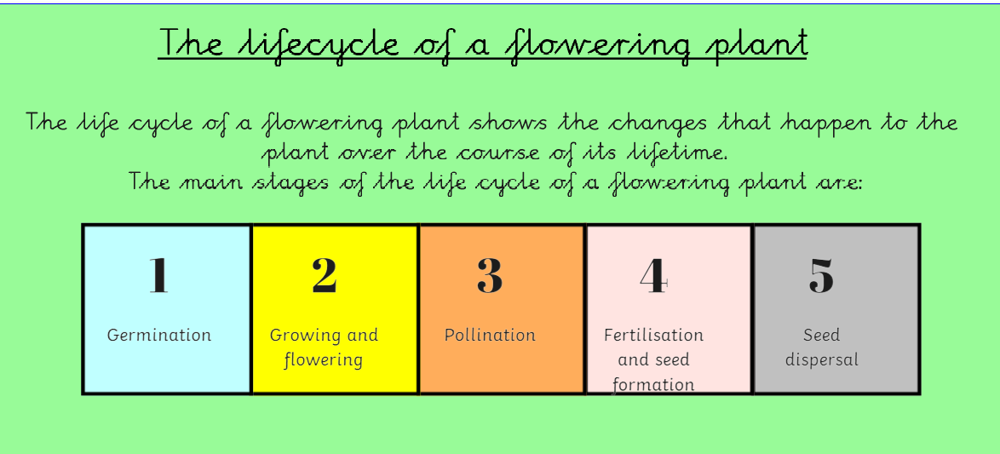 The lifecycle of a flowering plant
The life cycle of a flowering plant shows the changes that happen to the
plant over the course of its lifetime.
The main stages of the life cycle of a flowering plant are:
1
Germination
2
Growing and
flowering
3
Pollination
4
Fertilisation
and seed
formation
5
Seed
dispersal